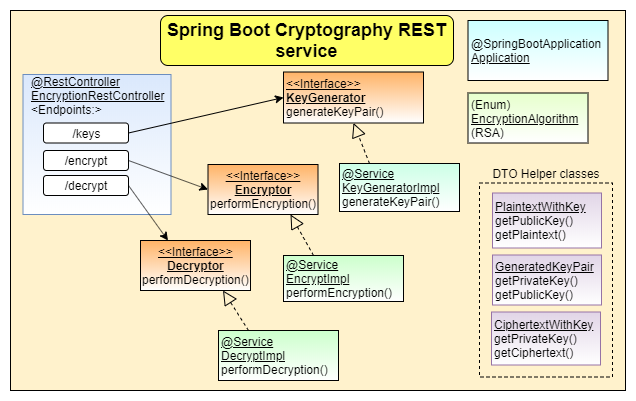 Spring Boot Cryptography REST
service
@SpringBootApplication
Application
@RestController
EncryptionRestController
<Endpoints:>
/keys
/encrypt
/decrypt
<<Interface>>
KeyGenerator
generateKeyPair()
(Enum)
EncryptionAlgorithm
(RSA)
<<Interface>>
Encryptor
performEncryption()
@Service
KeyGeneratorImpl
generateKeyPair()
<<Interface>>
Decryptor
performDecryption()
@Service
EncryptImpl
performEncryption()
@Service
DecryptImpl
performDecryption()
DTO Helper classes
PlaintextWithKey
getPublicKey()
getPlaintext()
GeneratedKeyPair
getPrivateKey()
getPublicKey()
CiphertextWithKey
getPrivateKey()
getCiphertext()